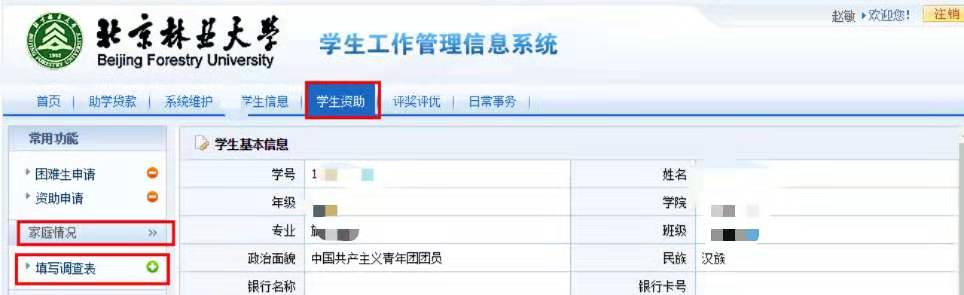 赵敏 欢迎您! 注销
北京林业大学
Beijing Forestry University
学生工作管理信息系统
首页 | 助学贷款 | 系统维护 | 学生信息 | 学生资助 | 评奖评优 | 日常事务 |
常用功能
困难生申请
资助申请
家庭情况 »
填写调查表
学生基本信息
学号 1 姓名
年级 学院
专业 班级
政治面貌 中国共产主义青年团团员 民族 汉族
银行名称 银行卡号